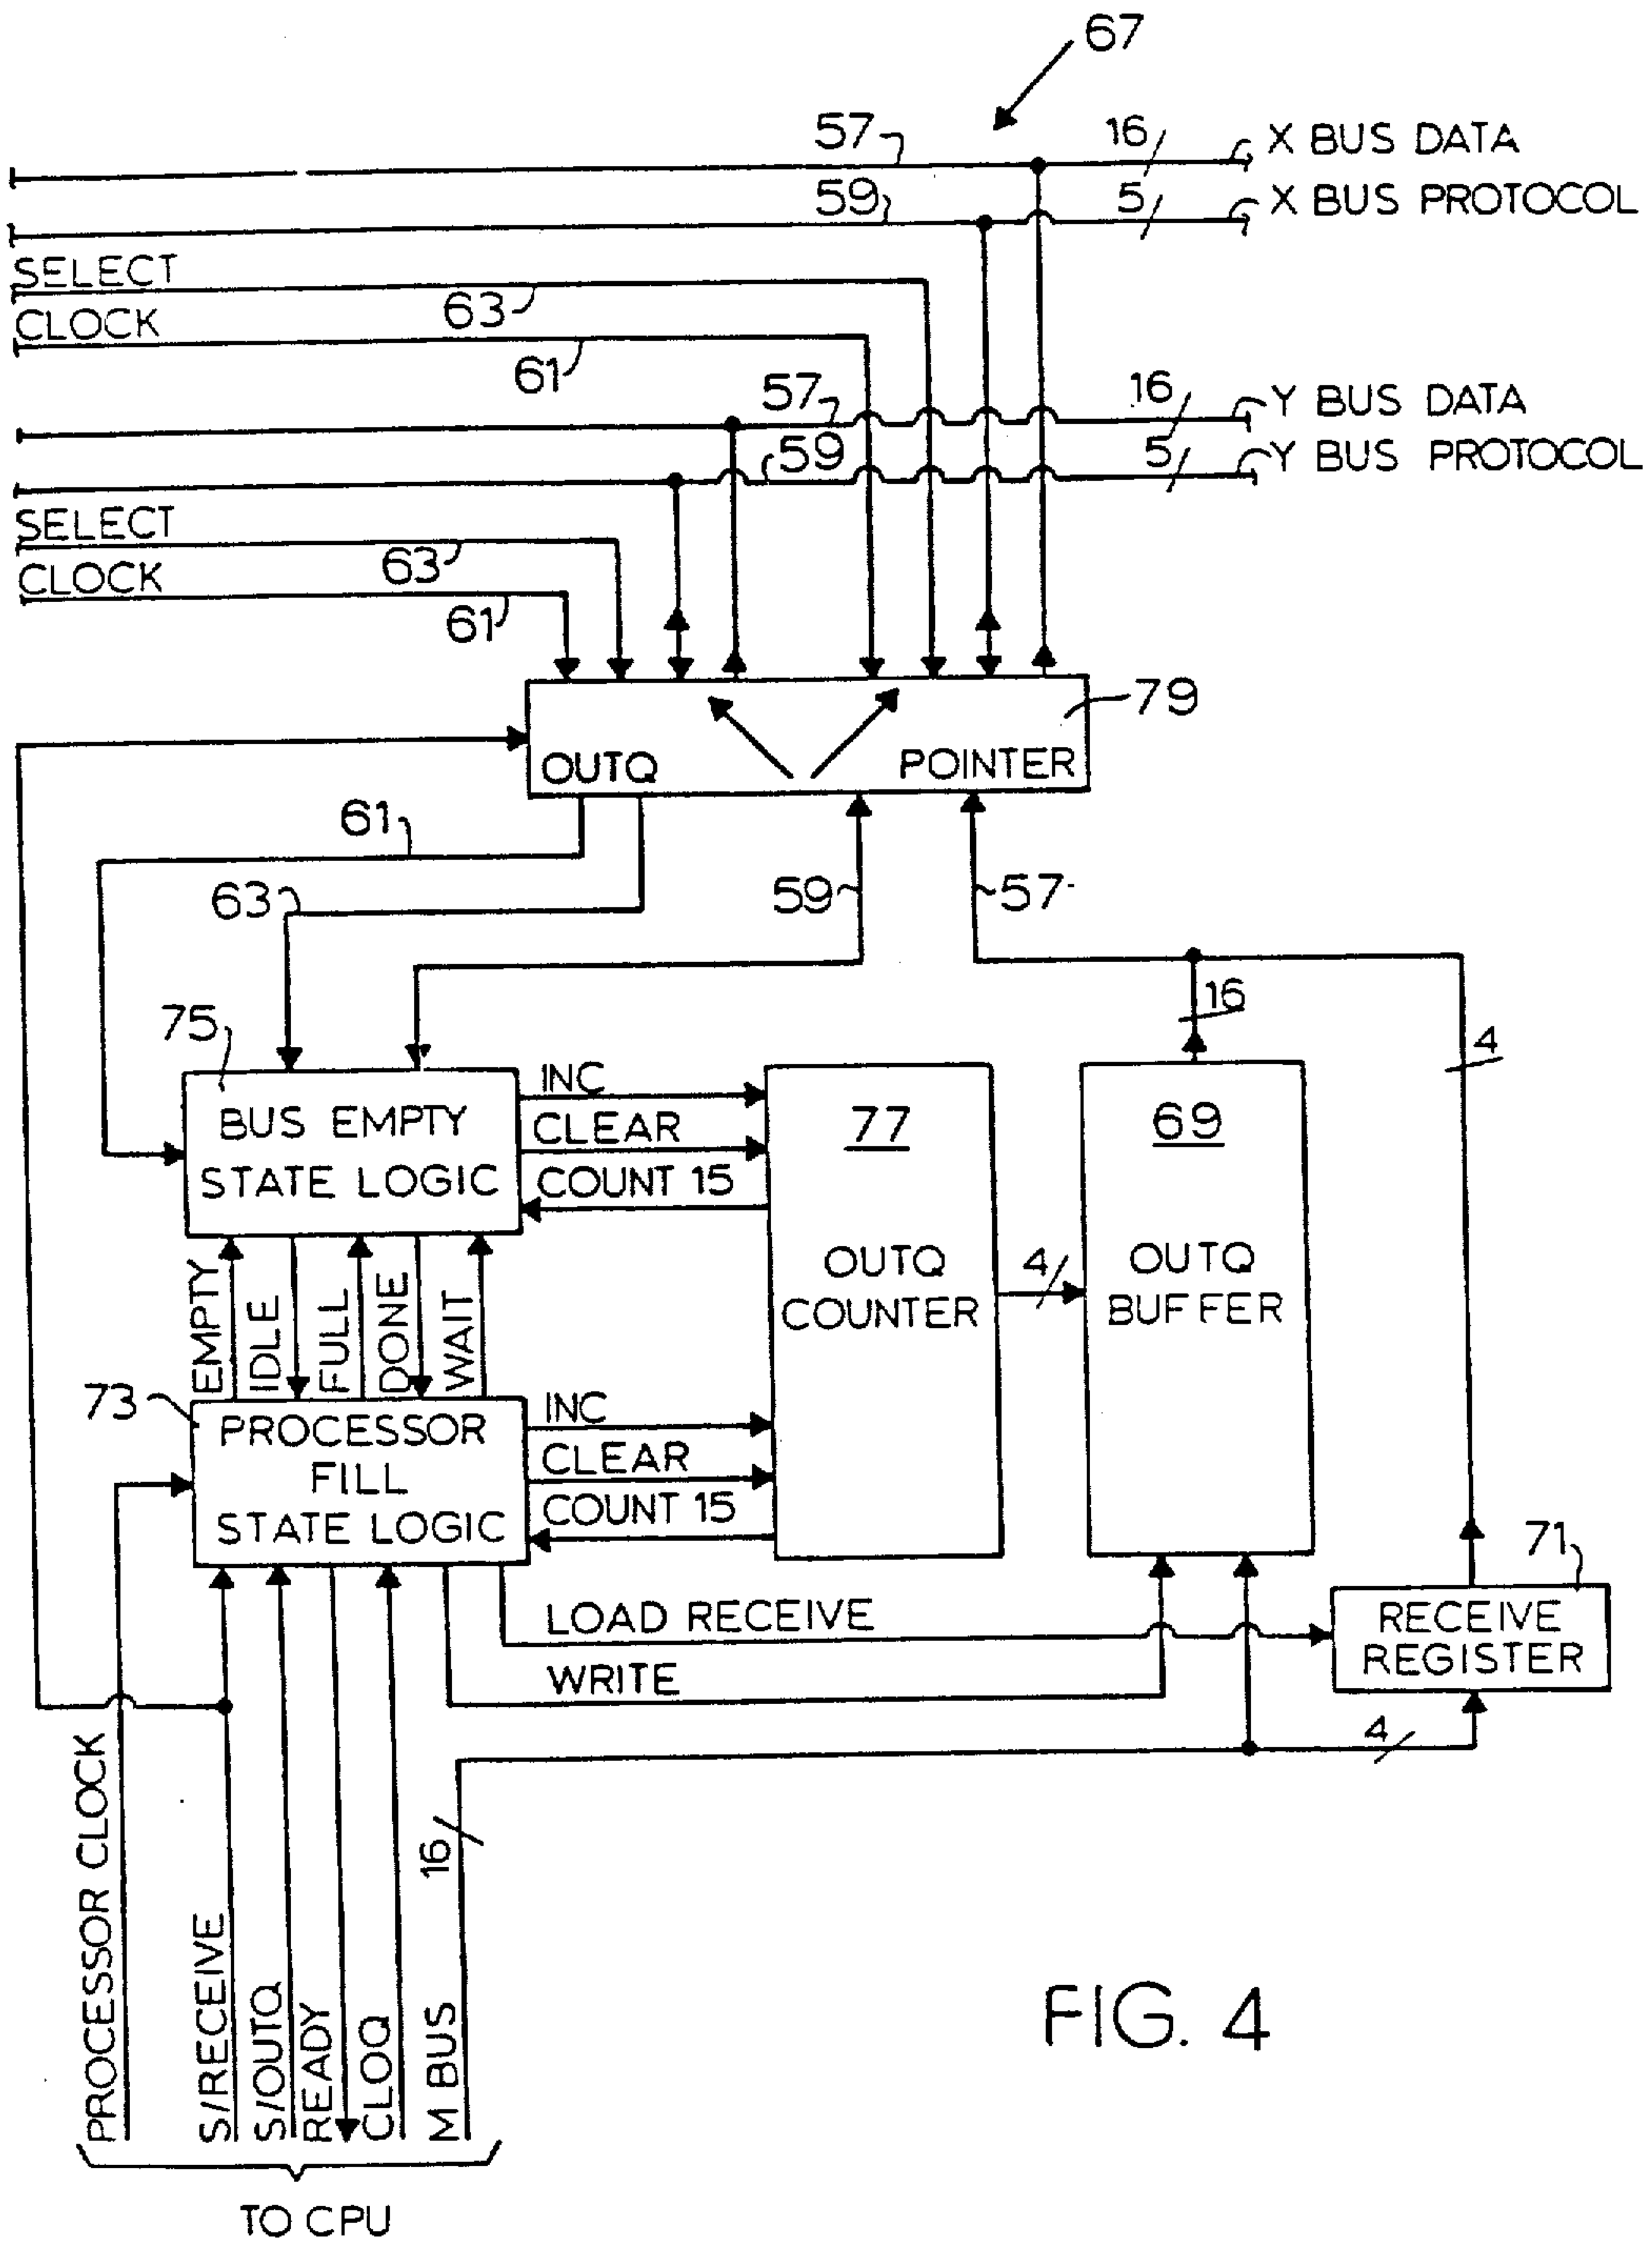 67
57 16 X BUS DATA
59 5 X BUS PROTOCOL
SELECT
63
CLOCK
61
57 16 Y BUS DATA
59 5 Y BUS PROTOCOL
SELECT
63
CLOCK
61
79
OUTQ POINTER
61
63 59 57
16
75
4
BUS EMPTY
STATE LOGIC
INC
CLEAR
COUNT 15
77
OUTQ
COUNTER
4
69
OUTQ
BUFFER
EMPTY
IDLE
FULL
DONE
WAIT
73
PROCESSOR
FILL
STATE LOGIC
INC
CLEAR
COUNT 15
71
RECEIVE
REGISTER
LOAD RECEIVE
WRITE
4
16
PROCESSOR CLOCK
S/RECEIVE
S/OUTQ
READY
CLOQ
M BUS
TO CPU
FIG. 4